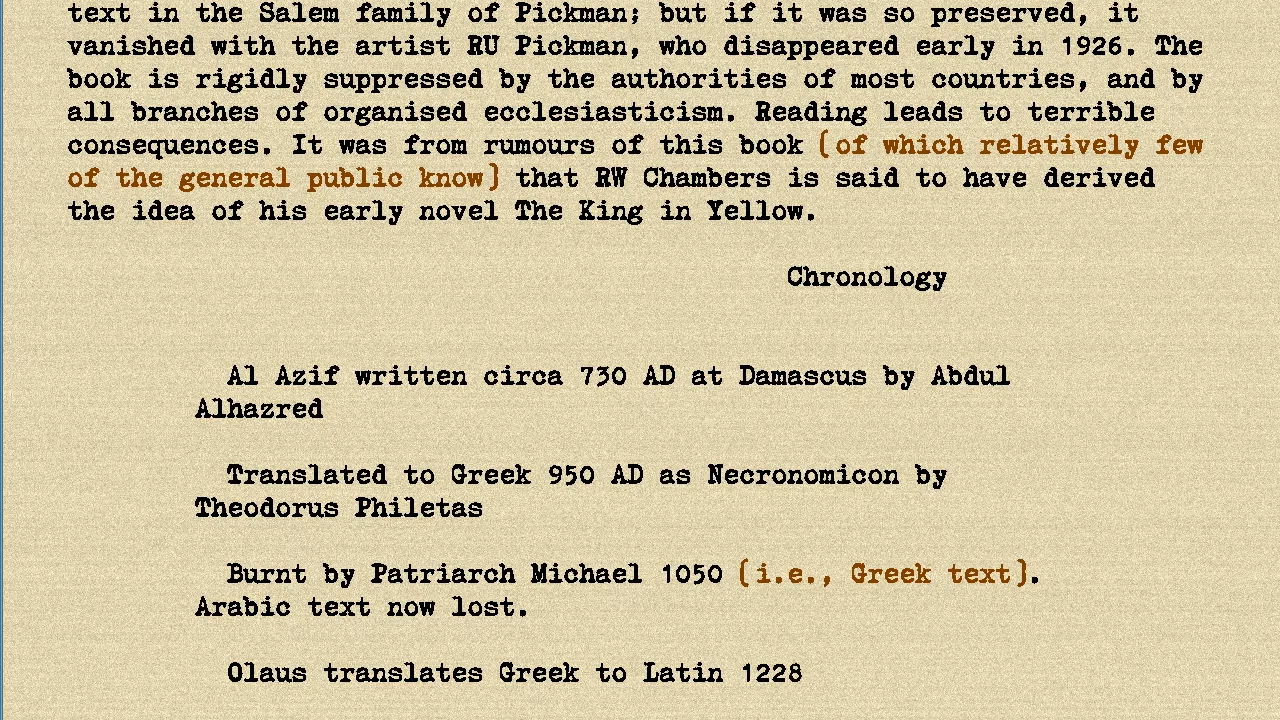 text in the Salem family of Pickman; but if it was so preserved, it
vanished with the artist RU Pickman, who disappeared early in 1926. The
book is rigidly suppressed by the authorities of most countries, and by
all branches of organised ecclesiasticism. Reading leads to terrible
consequences. It was from rumours of this book (of which relatively few
of the general public know) that RW Chambers is said to have derived
the idea of his early novel The King in Yellow.
Chronology
Al Azif written circa 730 AD at Damascus by Abdul
Alhazred
Translated to Greek 950 AD as Necronomicon by
Theodorus Philetas
Burnt by Patriarch Michael 1050 (i.e., Greek text).
Arabic text now lost.
Olaus translates Greek to Latin 1228